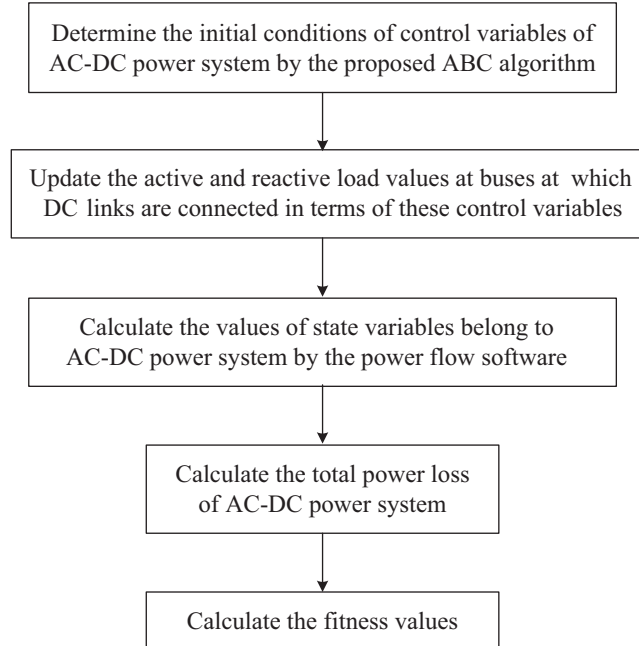 Determine the initial conditions of control variables of
AC-DC power system by the proposed ABC algorithm
Update the active and reactive load values at buses at which
DC links are connected in terms of these control variables
Calculate the values of state variables belong to
AC-DC power system by the power flow software
Calculate the total power loss
of AC-DC power system
Calculate the fitness values